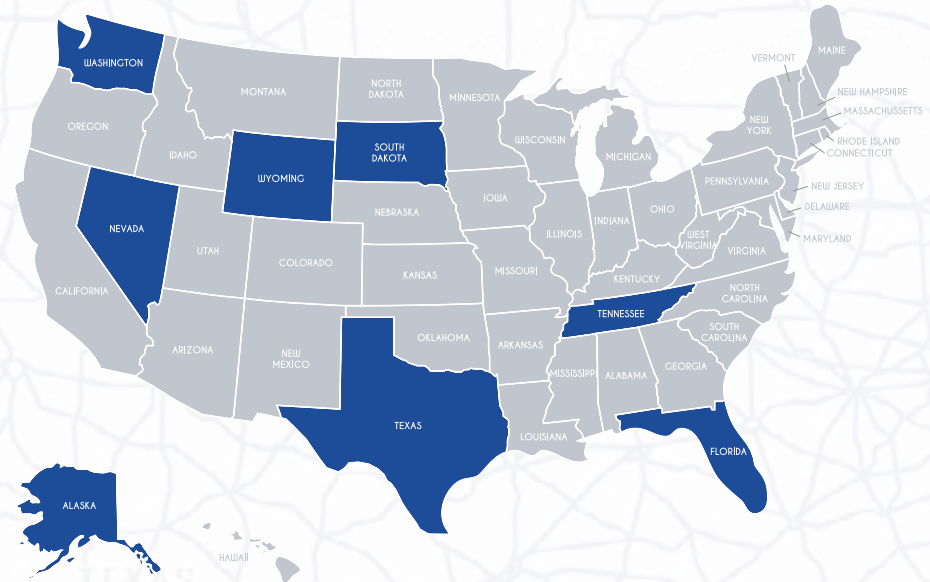 MAINE
VERMONT
WASHINGTON
NORTH
DAKOTA
MONTANA
MINNESOTA
NEW HAMPSHIRE
MASSACHUSSETTS
NEW
YORK
OREGON
WISCONSIN
RHODE ISLAND
CONNECTICUT
SOUTH
DAKOTA
IDAHO
MICHIGAN
WYOMING
PENNSYLVANIA
NEW JERSEY
IOWA
NEBRASKA
OHIO
DELAWARE
INDIANA
NEVADA
ILLINOIS
WEST
VIRGINIA
MARYLAND
UTAH
VIRGINIA
COLORADO
KANSAS
MISSOURI
KENTUCKY
CALIFORNIA
NORTH
CAROLINA
TENNESSEE
SOUTH
CAROLINA
OKLAHOMA
ARKANSAS
ARIZONA
NEW
MEXICO
GEORGIA
MISSISSIPPI
ALABAMA
TEXAS
LOUISIANA
FLORIDA
ALASKA
HAWAII
TEXAS